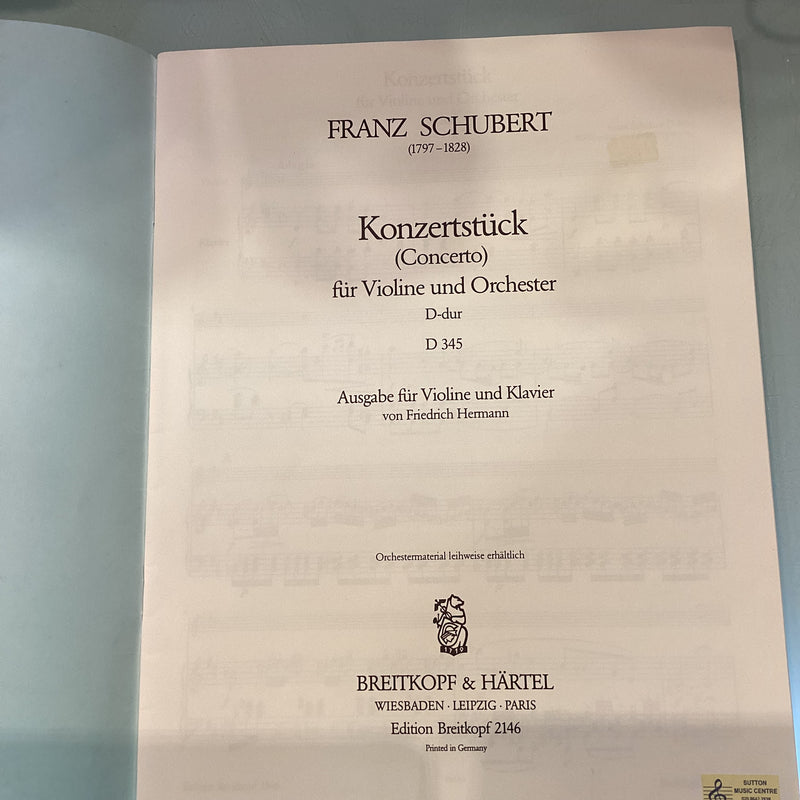 FRANZ SCHUBERT
(1797–1828)
Konzertstück
(Concerto)
für Violine und Orchester
D-dur
D 345
Ausgabe für Violine und Klavier
von Friedrich Hermann
Orchestermaterial leihweise erhältlich
1719
BREITKOPF & HÄRTEL
WIESBADEN · LEIPZIG · PARIS
Edition Breitkopf 2146
Printed in Germany
SUTTON
MUSIC CENTRE